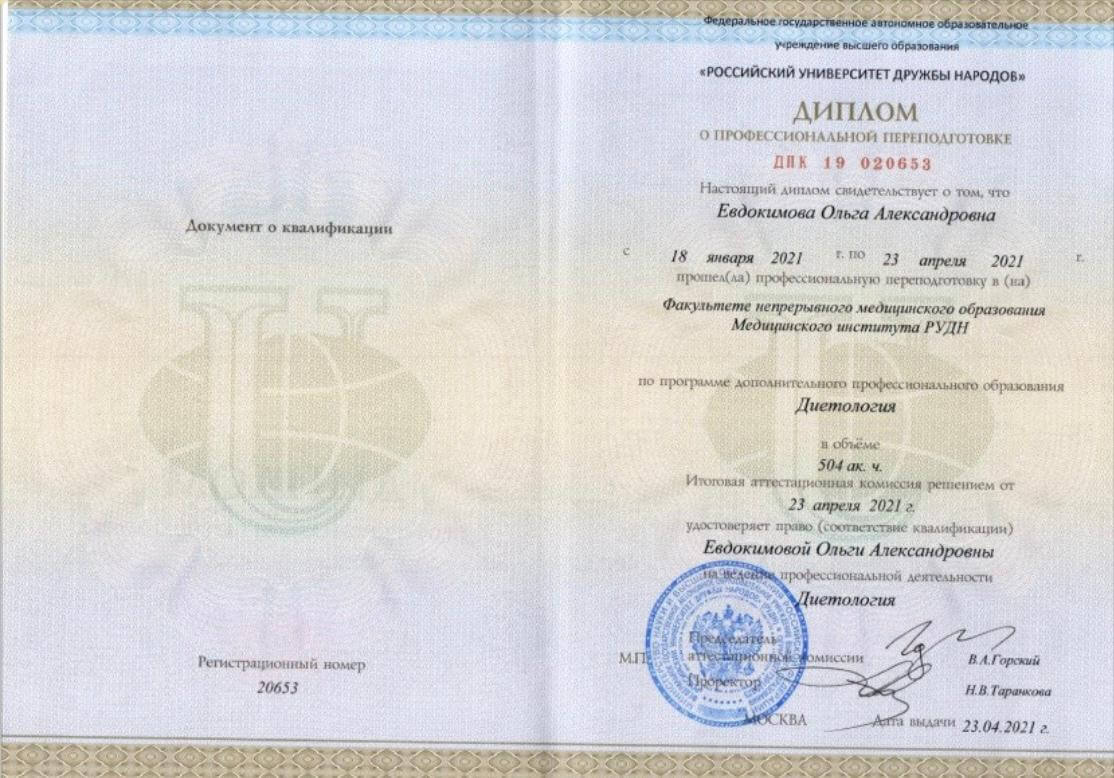 Документ о квалификации
Регистрационный номер
20653
Федеральное государственное автономное образовательное
учреждение высшего образования
«РОССИЙСКИЙ УНИВЕРСИТЕТ ДРУЖБЫ НАРОДОВ»
ДИПЛОМ
О ПРОФЕССИОНАЛЬНОЙ ПЕРЕПОДГОТОВКЕ
ДПК 19 020653
Настоящий диплом свидетельствует о том, что
Евдокимова Ольга Александровна
с 18 января 2021 г. по 23 апреля 2021 г.
прошел(ла) профессиональную переподготовку в (на)
Факультете непрерывного медицинского образования
Медицинского института РУДН
по программе дополнительного профессионального образования
Диетология
в объёме
504 ак. ч.
Итоговая аттестационная комиссия решением от
23 апреля 2021 г.
удостоверяет право (соответствие квалификации)
Евдокимовой Ольги Александровны
на ведение профессиональной деятельности
Диетология
Председатель
М.П. аттестационной комиссии В.А.Горский
Проректор Н.В.Таранкова
МОСКВА Дата выдачи 23.04.2021 г.